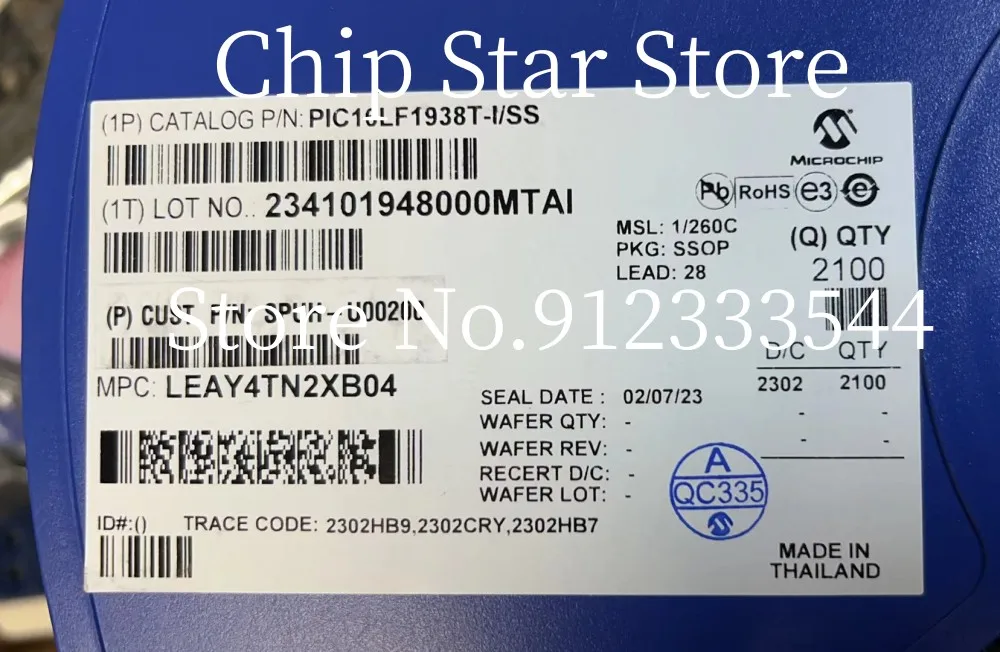 Chip Star Store
(1P) CATALOG P/N: PIC16LF1938T-I/SS
MICROCHIP
(1T) LOT NO.: 234101948000MTAI
Pb RoHS e3 e
MSL: 1/260C
PKG: SSOP
LEAD: 28
(Q) QTY
2100
(P) CUST. P/N:
Store No.912333544
D/C QTY
2302 2100
- -
- -
MPC: LEAY4TN2XB04
SEAL DATE : 02/07/23
WAFER QTY: -
WAFER REV: -
RECERT D/C: -
WAFER LOT: -
A
QC335
ID#:() TRACE CODE: 2302HB9,2302CRY,2302HB7
MADE IN
THAILAND